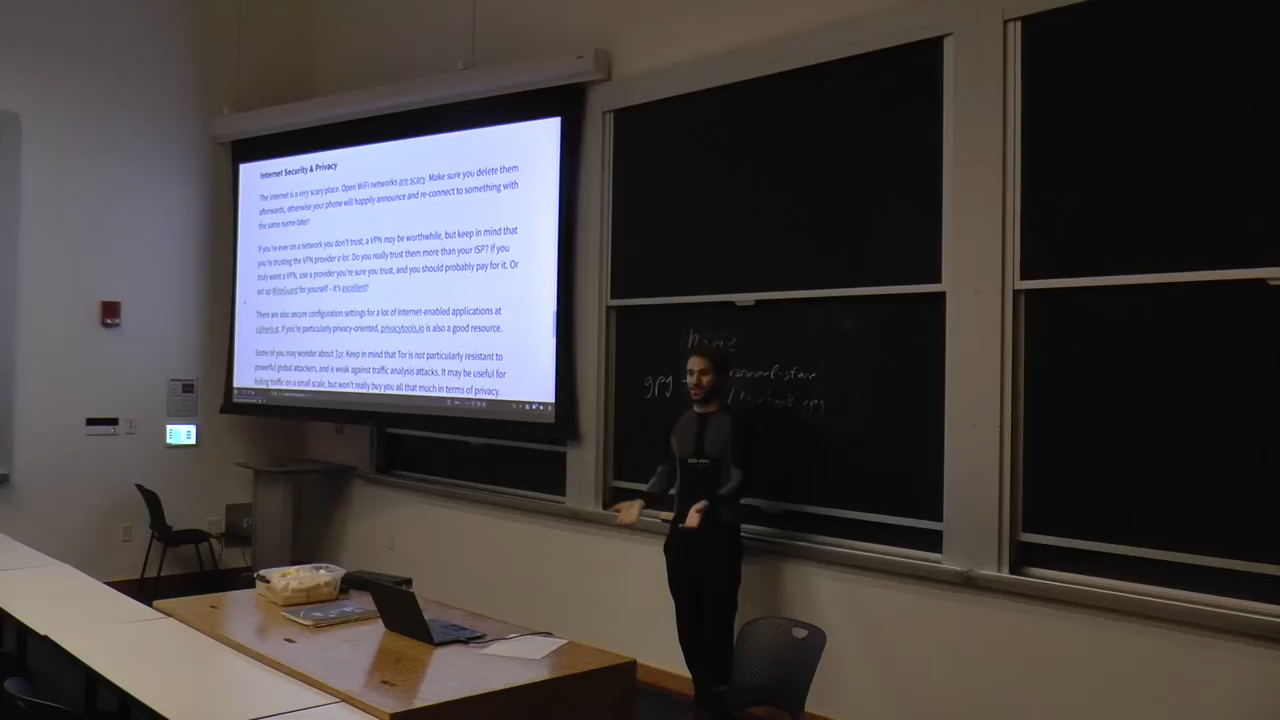 Internet Security & Privacy
The internet is a very scary place. Open WiFi networks are scary. Make sure you delete them
afterwards, otherwise your phone will happily announce and re-connect to something with
the same name later!
If you're ever on a network you don't trust, a VPN may be worthwhile, but keep in mind that
you're trusting the VPN provider a lot. Do you really trust them more than your ISP? If you
truly want a VPN, use a provider you're sure you trust, and you should probably pay for it. Or
set up WireGuard for yourself – it's excellent!
There are also secure configuration settings for a lot of internet-enabled applications at
cipherli.st. If you're particularly privacy-oriented, privacytools.io is also a good resource.
Some of you may wonder about Tor. Keep in mind that Tor is not particularly resistant to
powerful global attackers, and is weak against traffic analysis attacks. It may be useful for
hiding traffic on a small scale, but won't really buy you all that much in terms of privacy.
/home
gpg
/facebook.gpg